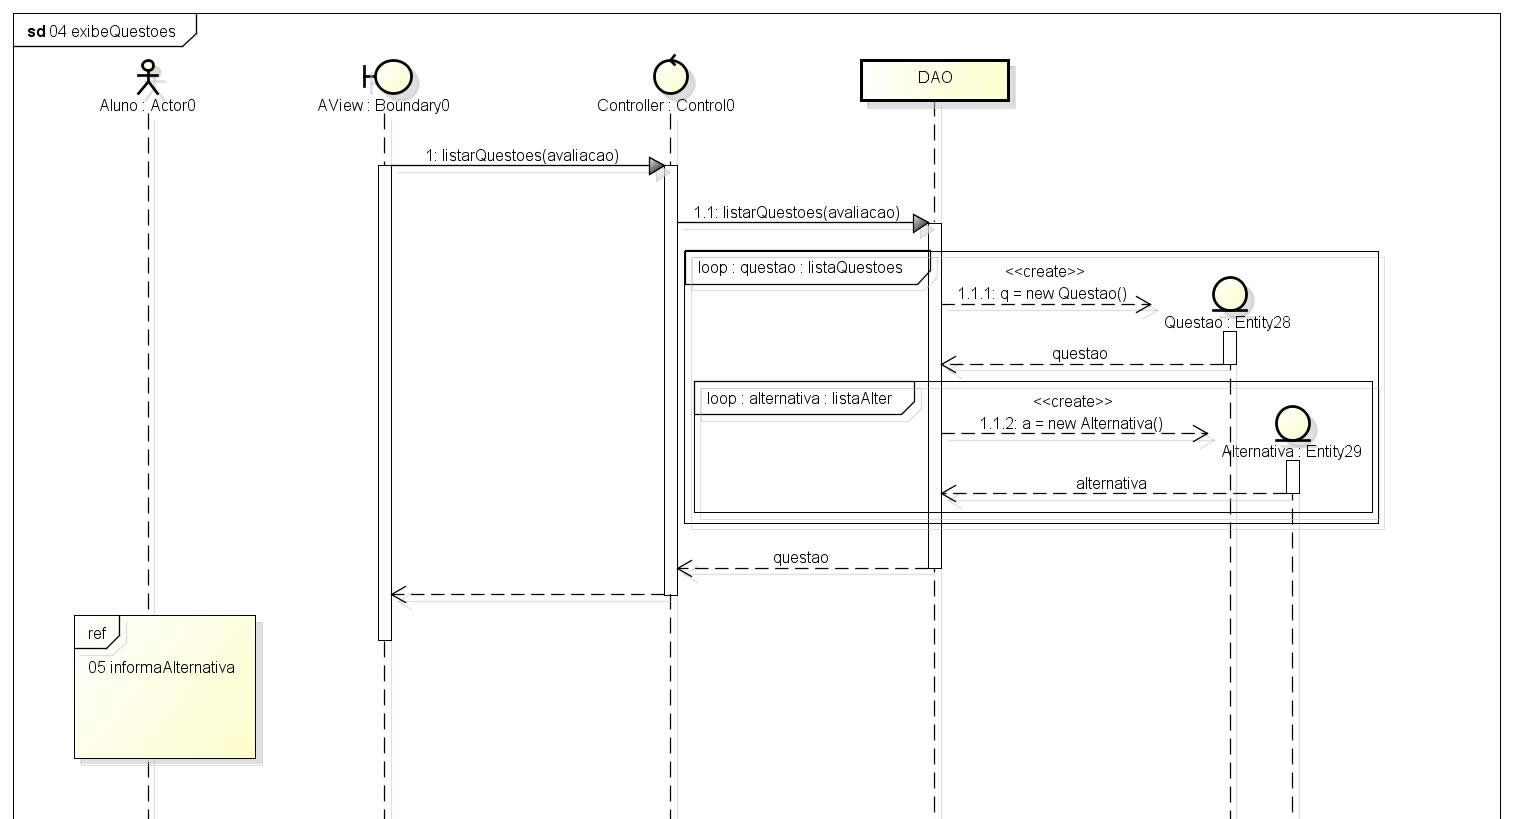 sd 04 exibeQuestoes
Aluno : Actor0
AView : Boundary0
Controller : Control0
DAO
1: listarQuestoes(avaliacao)
1.1: listarQuestoes(avaliacao)
loop : questao : listaQuestoes
<<create>>
1.1.1: q = new Questao()
Questao : Entity28
questao
loop : alternativa : listaAlter
<<create>>
1.1.2: a = new Alternativa()
Alternativa : Entity29
alternativa
questao
ref
05 informaAlternativa